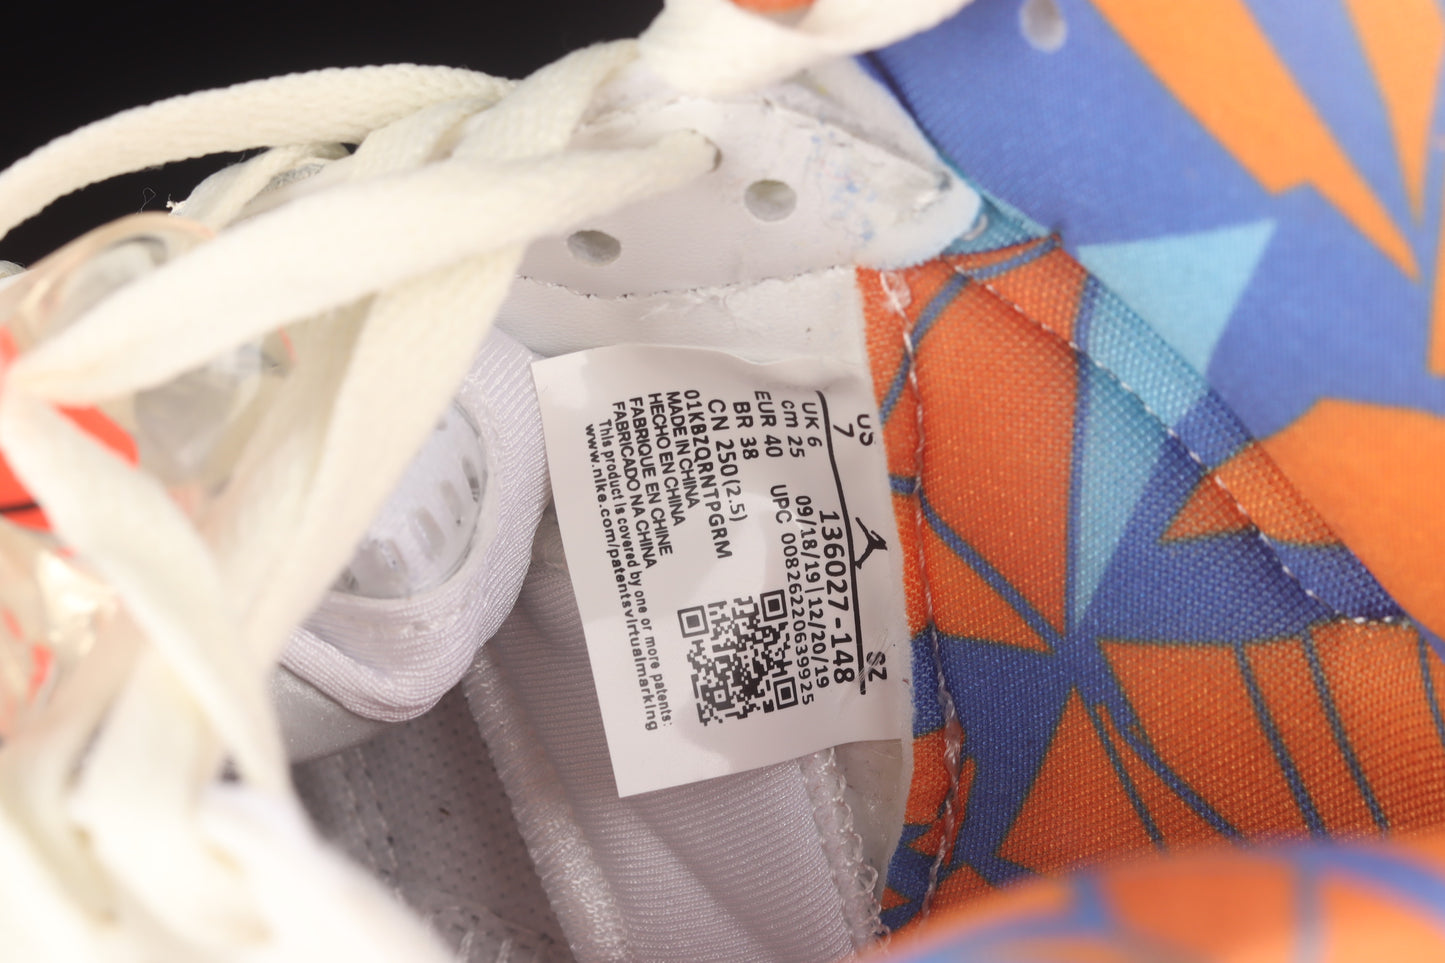 US
7
SZ
136027-148
UK 6
09/18/19|12/20/19
cm 25
UPC 00826220639925
EUR 40
BR 38
CN 250(2.5)
01KBZQRNTPGRM
MADE IN CHINA
HECHO EN CHINA
FABRIQUE EN CHINE
FABRICADO NA CHINA
This product is covered by one or more patents:
www.nike.com/patentsvirtualmarking